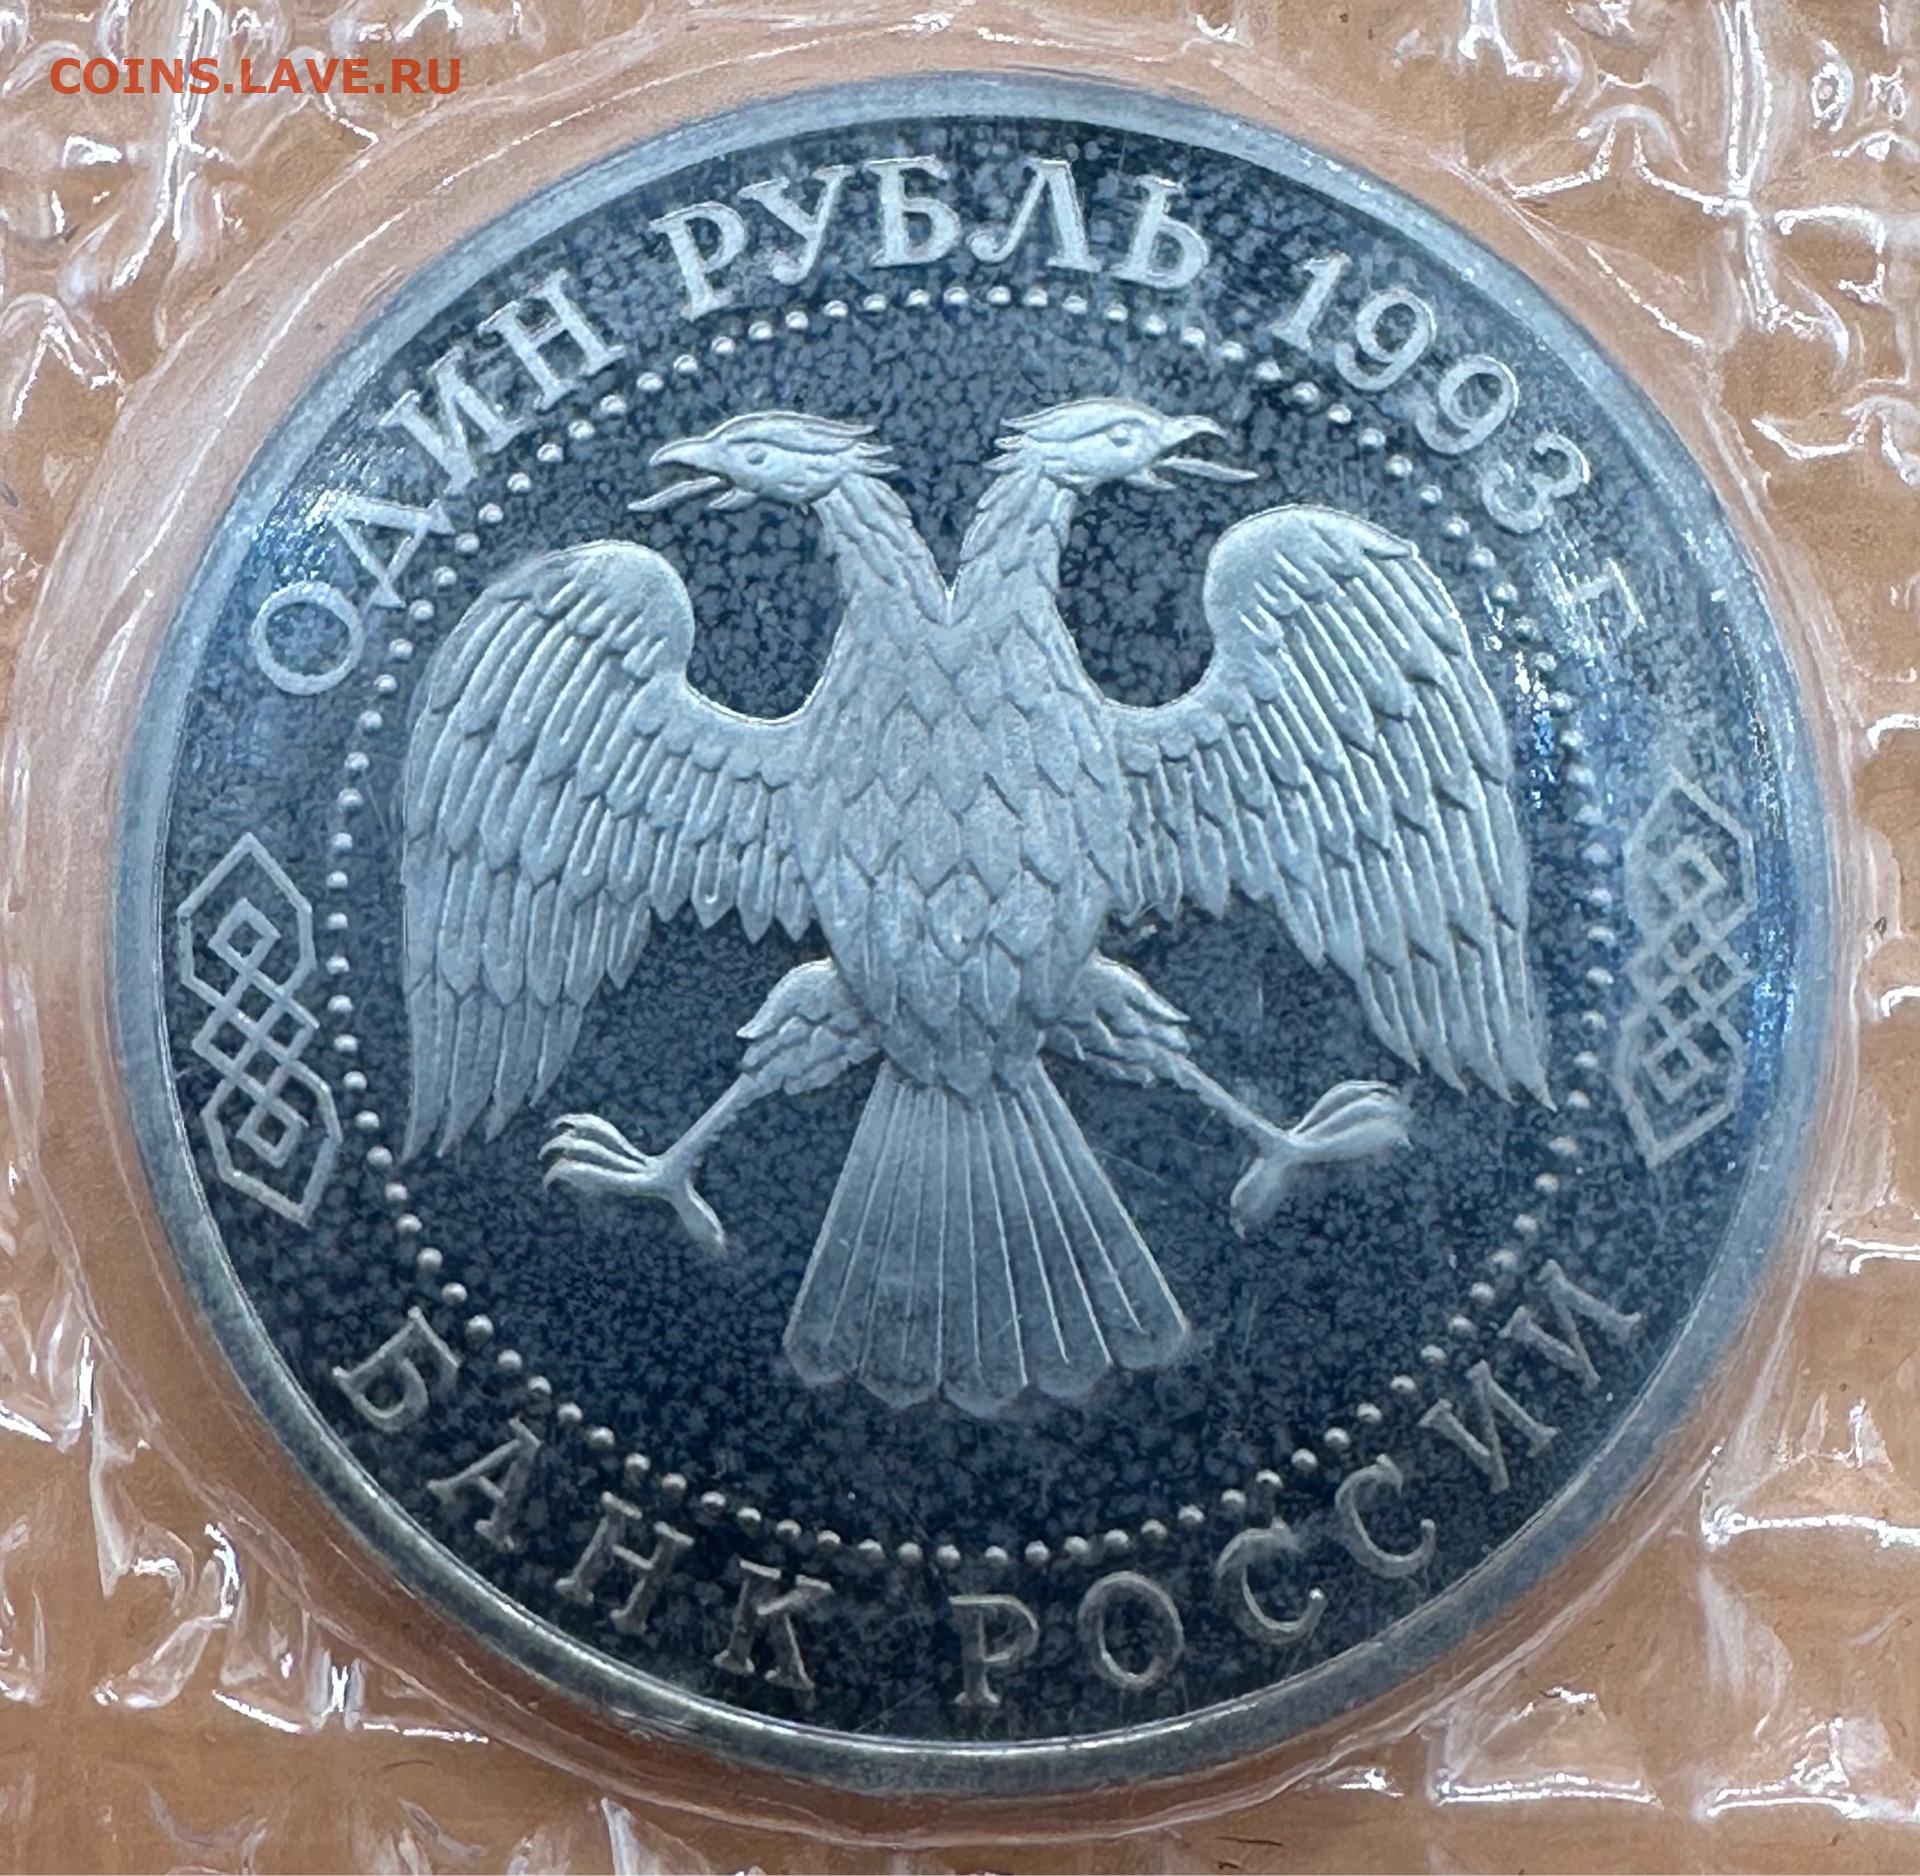 COINS.LAVE.RU
ОДИН РУБЛЬ 1993 г.
БАНК РОССИИ